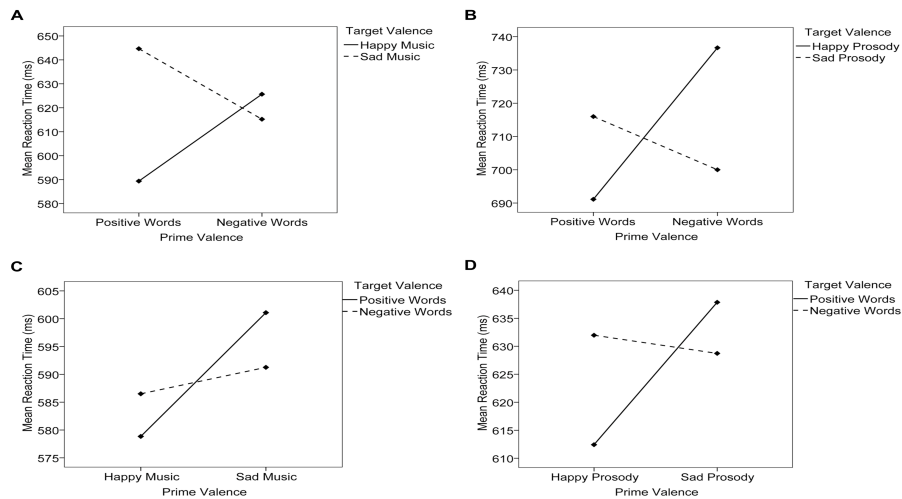 A
Target Valence
Happy Music
Sad Music
Mean Reaction Time (ms)
650
640
630
620
610
600
590
580
Positive Words Negative Words
Prime Valence
B
Target Valence
Happy Prosody
Sad Prosody
Mean Reaction Time (ms)
740
730
720
710
700
690
Positive Words Negative Words
Prime Valence
C
Target Valence
Positive Words
Negative Words
Mean Reaction Time (ms)
605
600
595
590
585
580
575
Happy Music Sad Music
Prime Valence
D
Target Valence
Positive Words
Negative Words
Mean Reaction Time (ms)
640
635
630
625
620
615
610
Happy Prosody Sad Prosody
Prime Valence